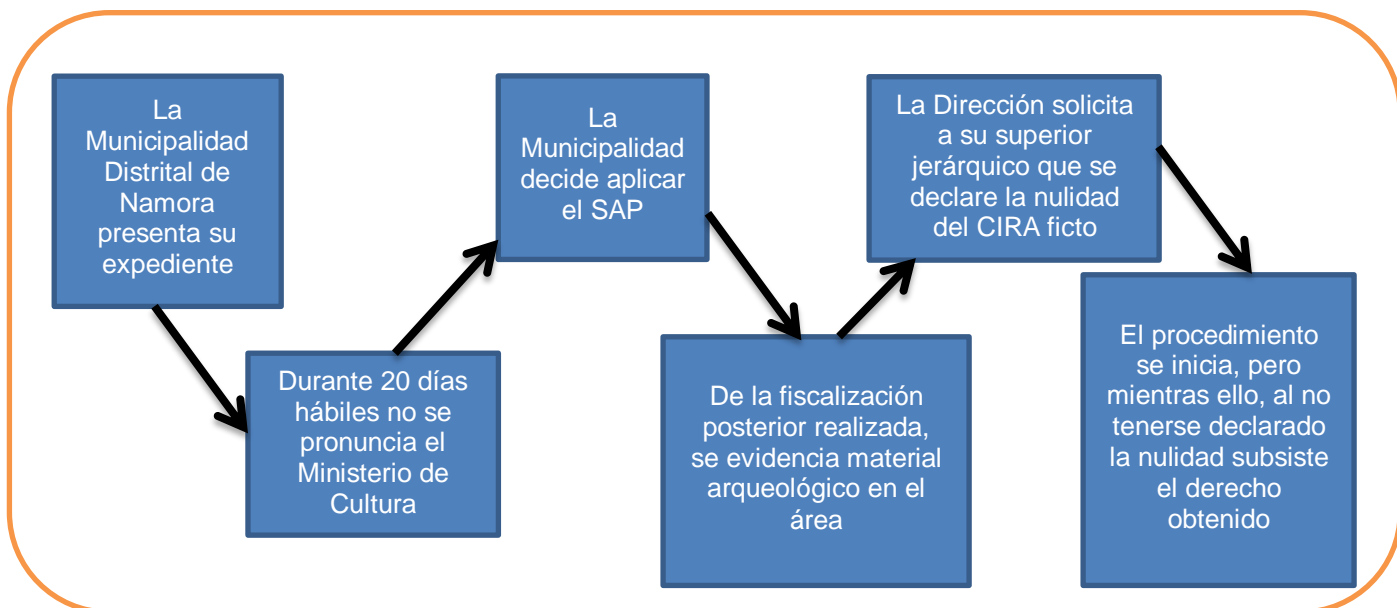 La
Municipalidad
Distrital de
Namora
presenta su
expediente
Durante 20 días
hábiles no se
pronuncia el
Ministerio de
Cultura
La
Municipalidad
decide aplicar
el SAP
De la fiscalización
posterior realizada,
se evidencia material
arqueológico en el
área
La Dirección solicita
a su superior
jerárquico que se
declare la nulidad
del CIRA ficto
El procedimiento
se inicia, pero
mientras ello, al no
tenerse declarado
la nulidad subsiste
el derecho
obtenido